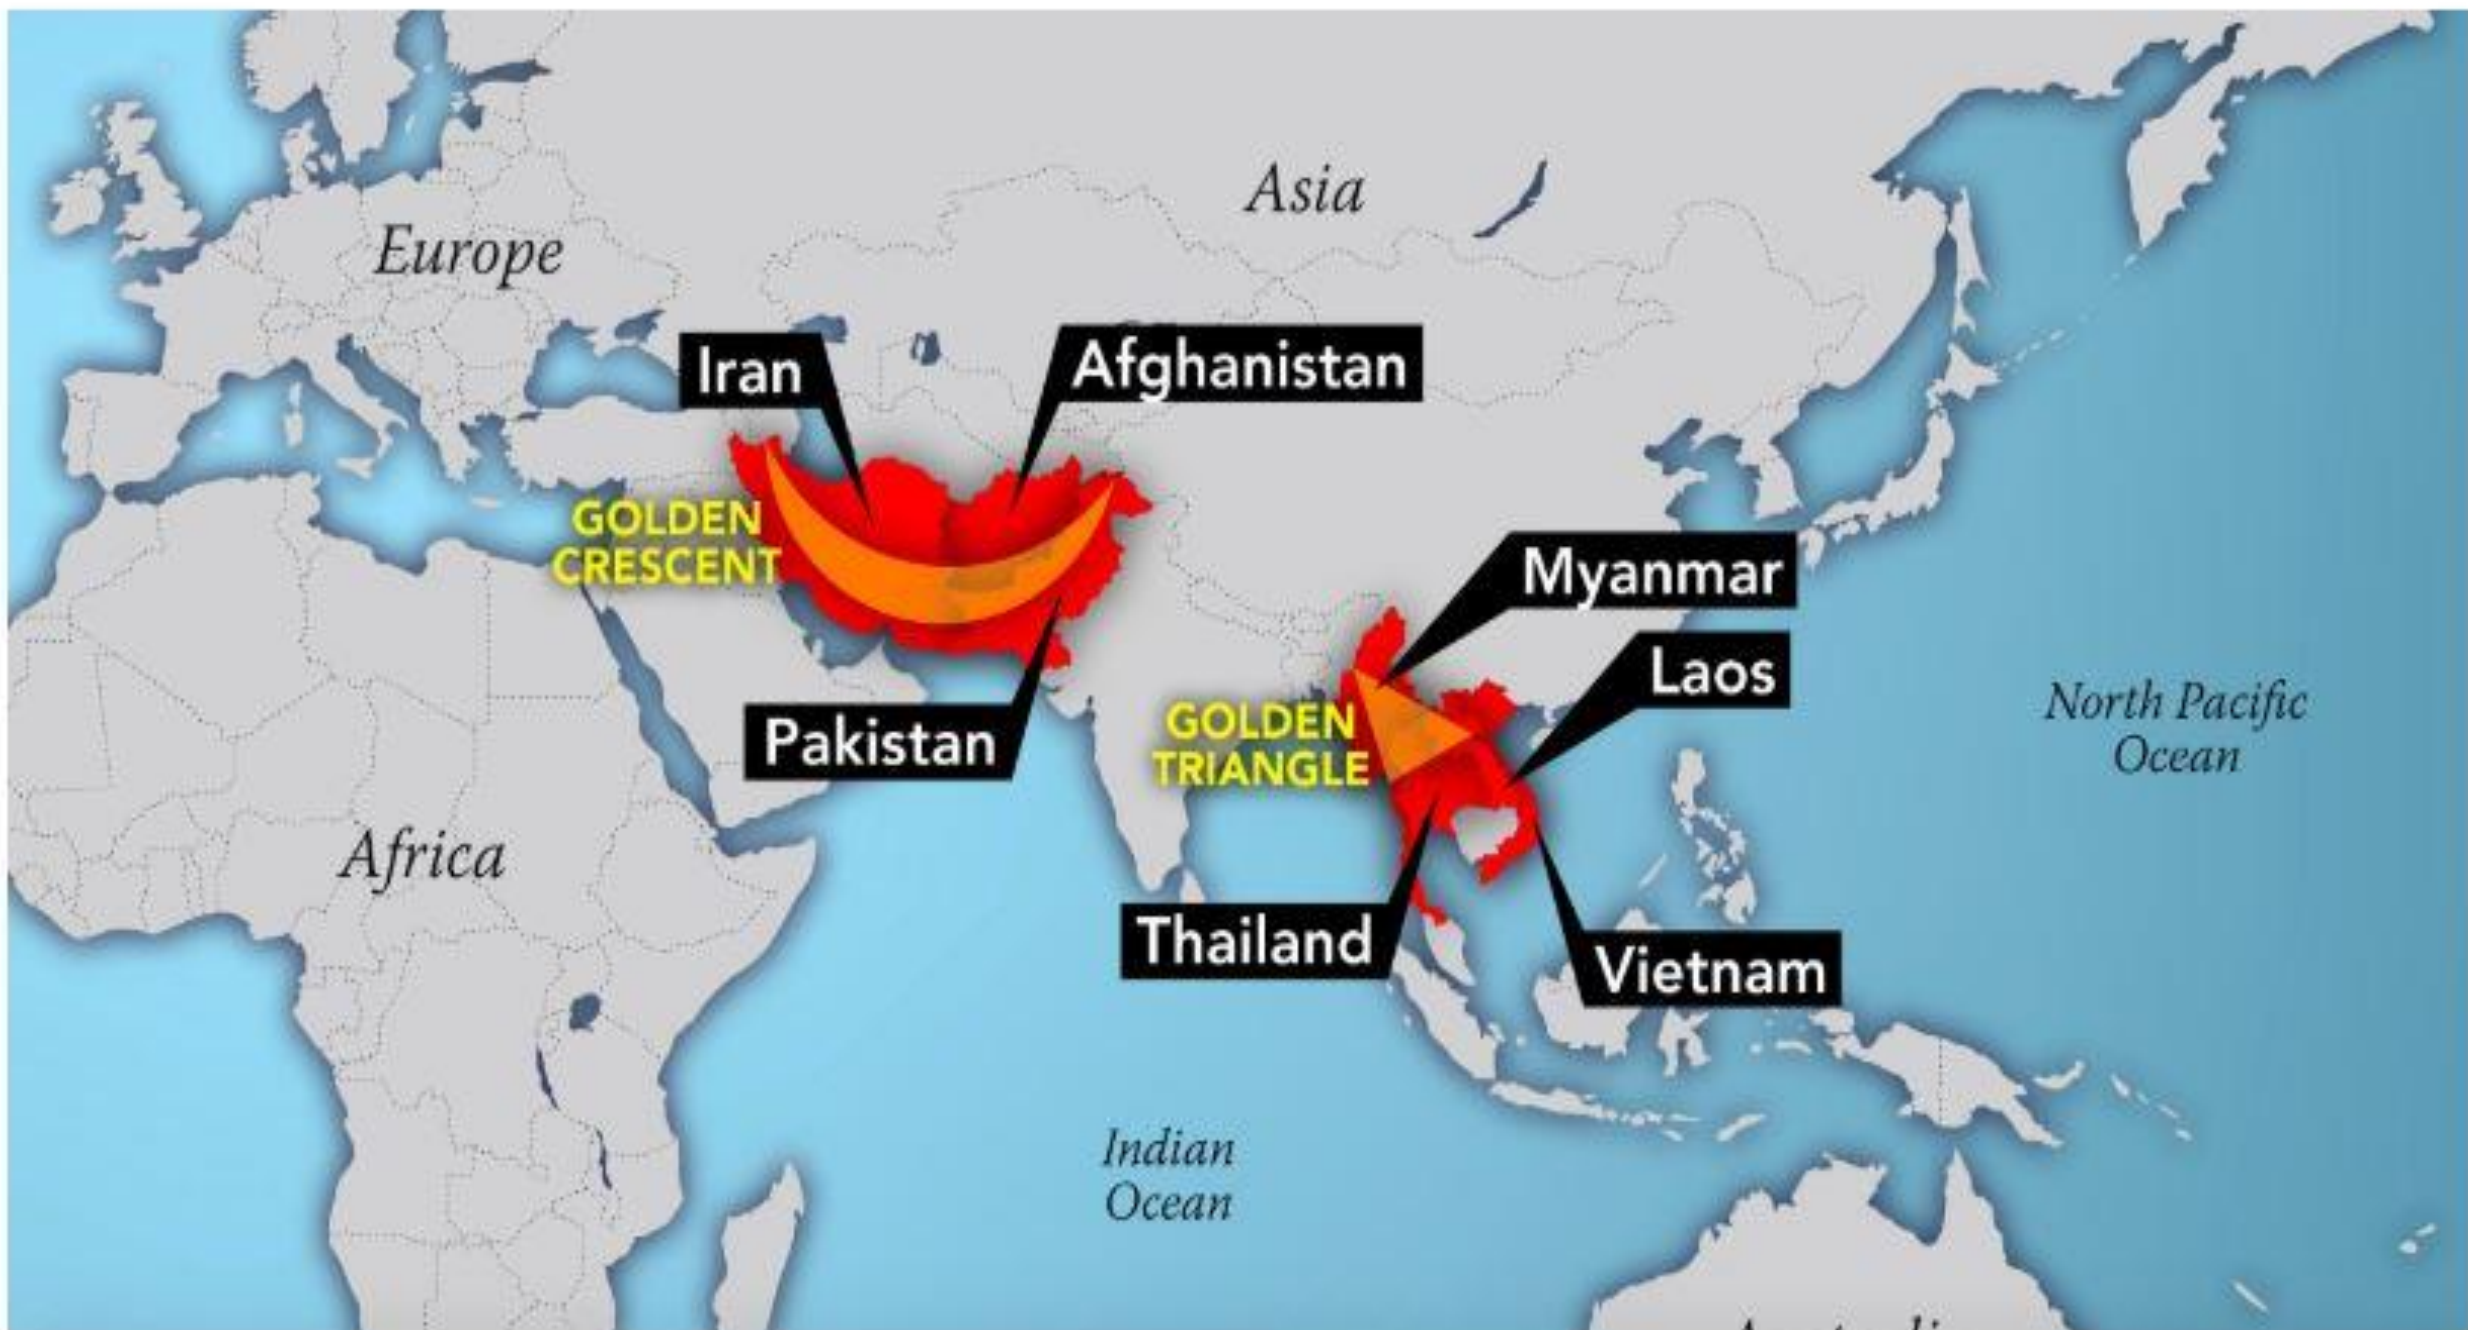 Asia
Europe
Iran
Afghanistan
GOLDEN
CRESCENT
Myanmar
Laos
Pakistan
GOLDEN
TRIANGLE
North Pacific
Ocean
Africa
Thailand
Vietnam
Indian
Ocean